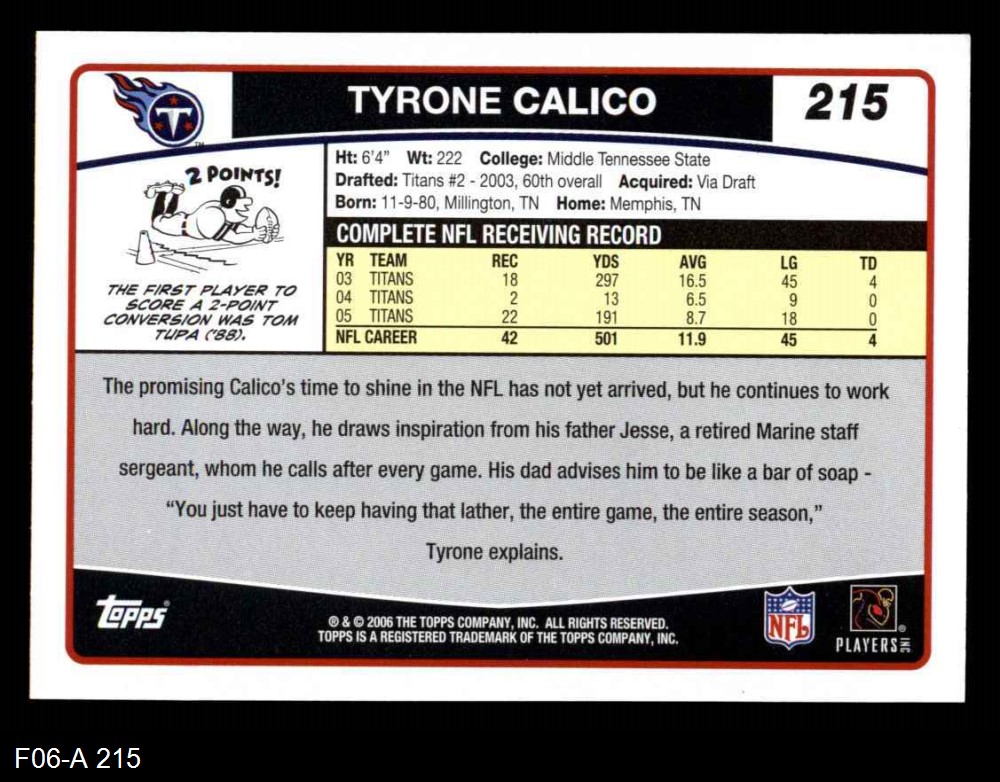 TYRONE CALICO
215
T
TM
2 POINTS!
THE FIRST PLAYER TO
SCORE A 2-POINT
CONVERSION WAS TOM
TUPA ('88).
Ht: 6'4" Wt: 222 College: Middle Tennessee State
Drafted: Titans #2 - 2003, 60th overall Acquired: Via Draft
Born: 11-9-80, Millington, TN Home: Memphis, TN
COMPLETE NFL RECEIVING RECORD
YR TEAM REC YDS AVG LG TD
03 TITANS 18 297 16.5 45 4
04 TITANS 2 13 6.5 9 0
05 TITANS 22 191 8.7 18 0
NFL CAREER 42 501 11.9 45 4
The promising Calico's time to shine in the NFL has not yet arrived, but he continues to work
hard. Along the way, he draws inspiration from his father Jesse, a retired Marine staff
sergeant, whom he calls after every game. His dad advises him to be like a bar of soap -
“You just have to keep having that lather, the entire game, the entire season,”
Tyrone explains.
Topps®
® & © 2006 THE TOPPS COMPANY, INC. ALL RIGHTS RESERVED.
TOPPS IS A REGISTERED TRADEMARK OF THE TOPPS COMPANY, INC.
NFL
PLAYERS INC ®
F06-A 215